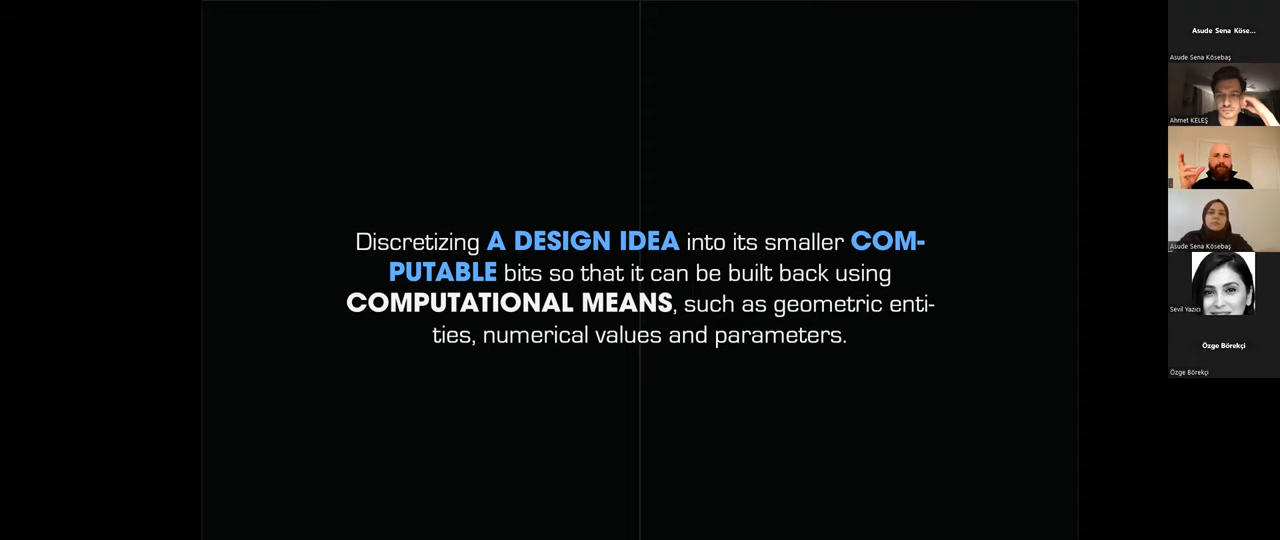 Discretizing A DESIGN IDEA into its smaller COM-
PUTABLE bits so that it can be built back using
COMPUTATIONAL MEANS, such as geometric enti-
ties, numerical values and parameters.
Asude Sena Köse...
Asude Sena Kösebaş
Ahmet KELEŞ
Asude Sena Kösebaş
Sevil Yazıcı
Özge Börekçi
Özge Börekçi